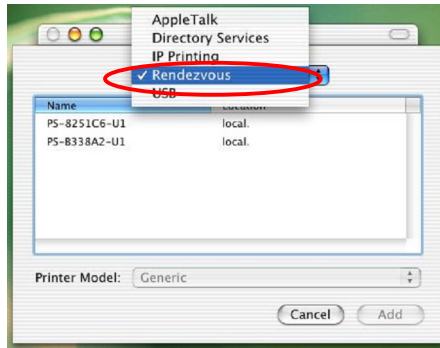 AppleTalk
Directory Services
IP Printing
✓ Rendezvous
USB
Name Location
PS-8251C6-U1 local.
PS-B338A2-U1 local.
Printer Model: Generic
Cancel Add